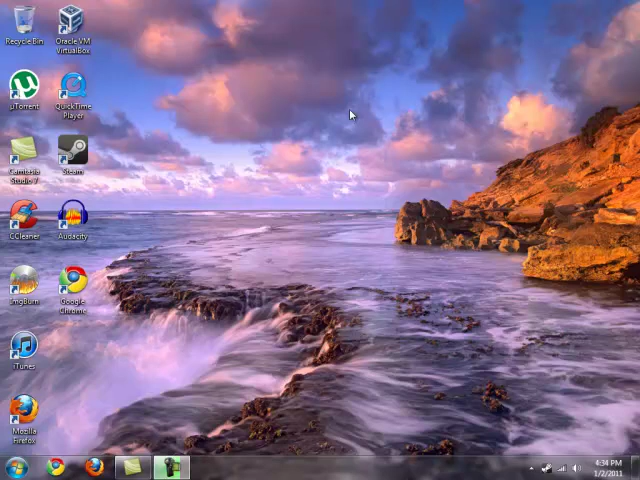 Recycle Bin
Oracle VM
VirtualBox
µTorrent
QuickTime
Player
Camtasia
Studio 7
Steam
CCleaner
Audacity
ImgBurn
Google
Chrome
iTunes
Mozilla
Firefox
4:34 PM
1/2/2011